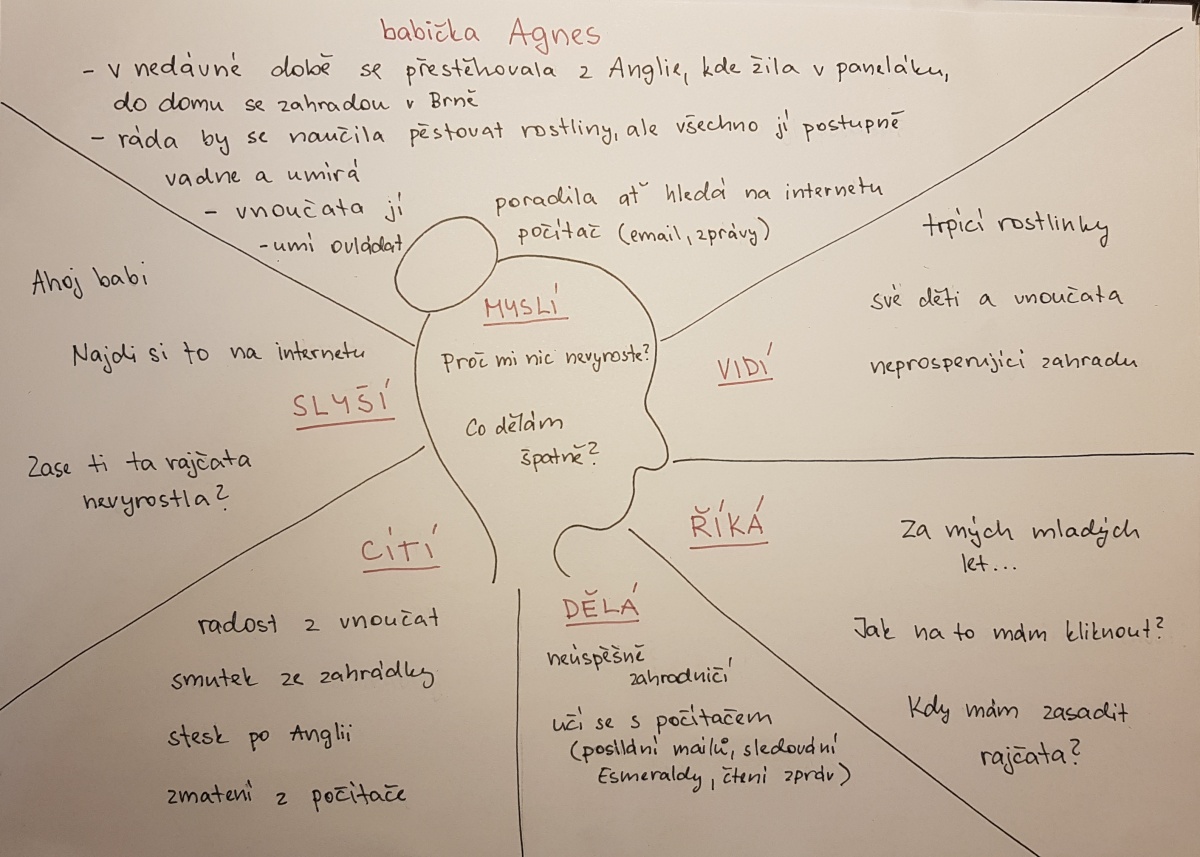 babička Agnes
- v nedávné době se přestěhovala z Anglie, kde žila v paneláku,
do domu se zahradou v Brně
- ráda by se naučila pěstovat rostliny, ale všechno jí postupně
vadne a umírá
- vnoučata jí poradila ať hledá na internetu
- umí ovládat počítač (email, zprávy)
SLYŠÍ
Ahoj babi
Najdi si to na internetu
Zase ti ta rajčata
nevyrostla?
MYSLÍ
Proč mi nic nevyroste?
Co dělám
špatně?
VIDÍ
trpící rostlinky
své děti a vnoučata
neprosperující zahradu
CÍTÍ
radost z vnoučat
smutek ze zahrádky
stesk po Anglii
zmatení z počítače
DĚLÁ
neúspěšně
zahradničí
učí se s počítačem
(posílání mailů, sledování
Esmeraldy, čtení zpráv)
ŘÍKÁ
Za mých mladých
let...
Jak na to mám kliknout?
Kdy mám zasadit
rajčata?